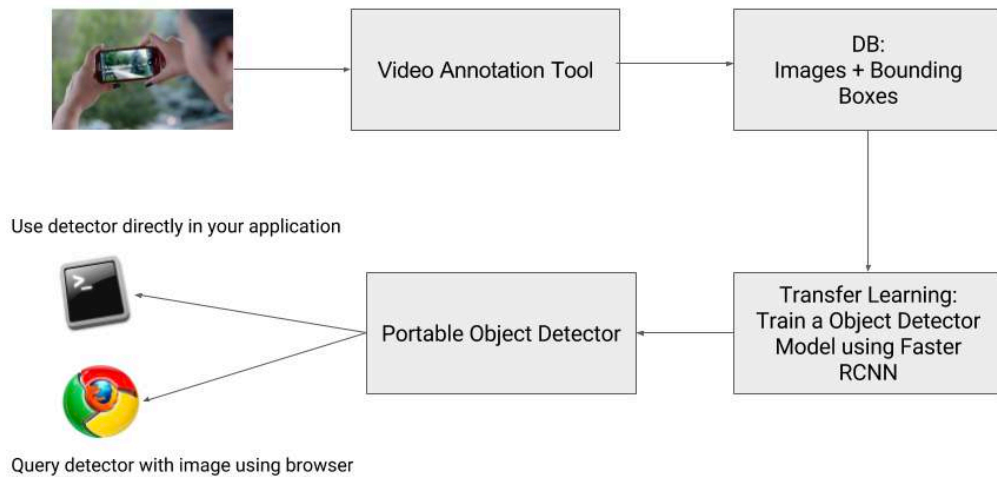 Video Annotation Tool
DB:
Images + Bounding
Boxes
Use detector directly in your application
>_
Portable Object Detector
Transfer Learning:
Train a Object Detector
Model using Faster
RCNN
Query detector with image using browser